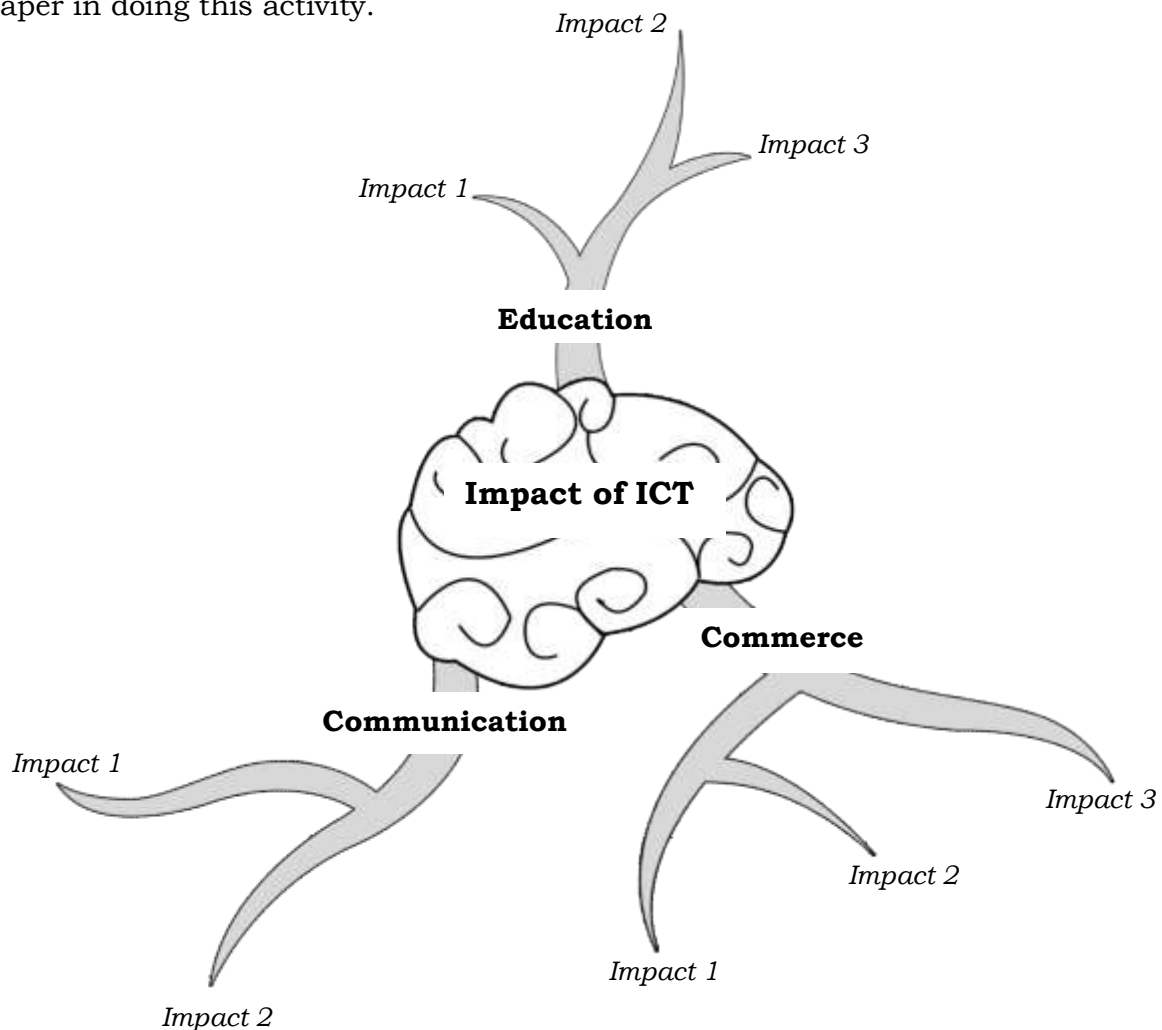 aper in doing this activity.
Impact 2
Impact 3
Impact 1
Education
Impact of ICT
Commerce
Communication
Impact 1
Impact 3
Impact 2
Impact 1
Impact 2